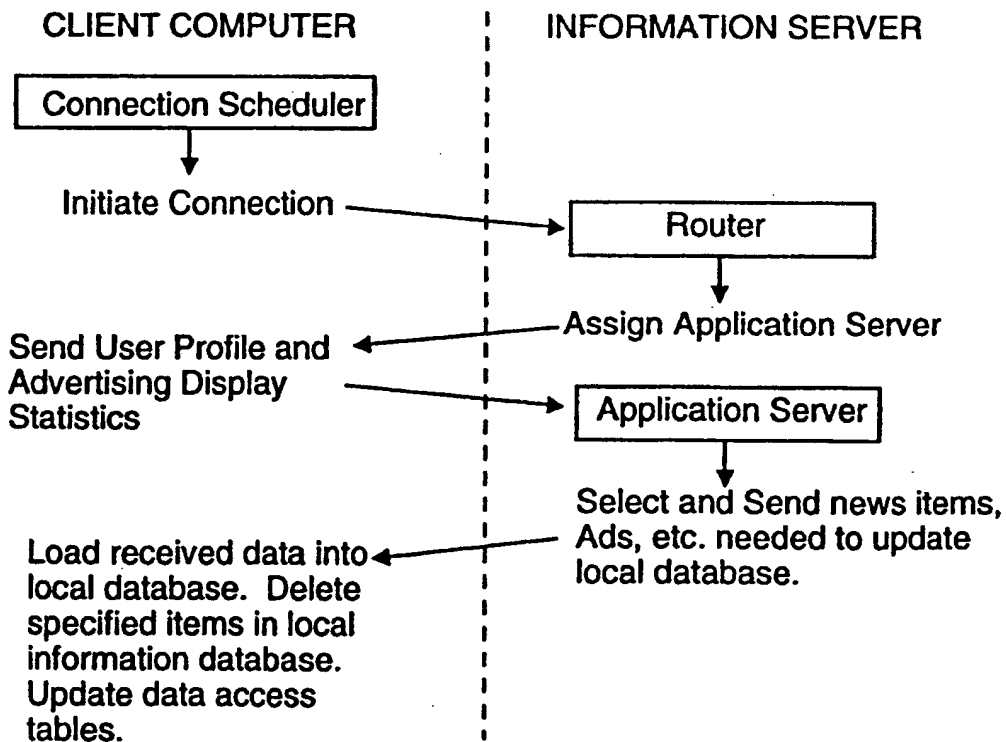 CLIENT COMPUTER
INFORMATION SERVER
Connection Scheduler
Initiate Connection
Router
Assign Application Server
Send User Profile and
Advertising Display
Statistics
Application Server
Select and Send news items,
Ads, etc. needed to update
local database.
Load received data into
local database. Delete
specified items in local
information database.
Update data access
tables.